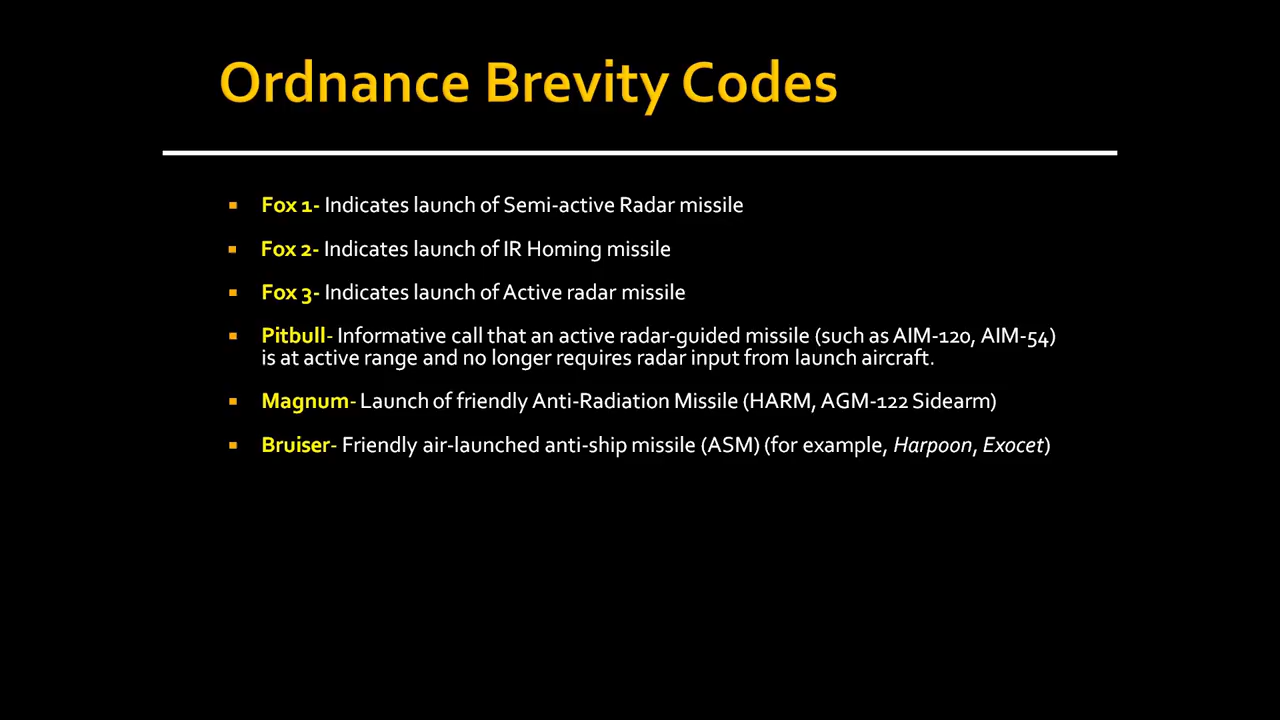 Ordnance Brevity Codes
Fox 1- Indicates launch of Semi-active Radar missile
Fox 2- Indicates launch of IR Homing missile
Fox 3- Indicates launch of Active radar missile
Pitbull- Informative call that an active radar-guided missile (such as AIM-120, AIM-54)
is at active range and no longer requires radar input from launch aircraft.
Magnum- Launch of friendly Anti-Radiation Missile (HARM, AGM-122 Sidearm)
Bruiser- Friendly air-launched anti-ship missile (ASM) (for example, Harpoon, Exocet)